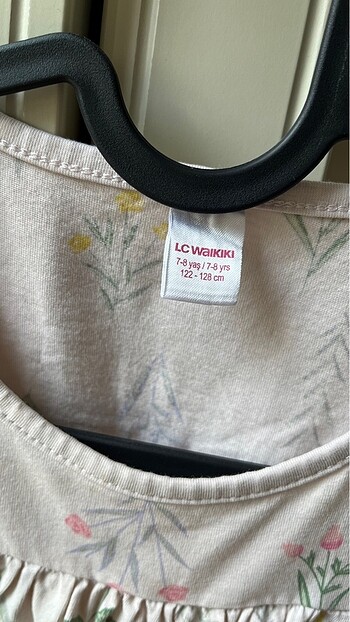 LC WAIKIKI
7-8 yaş / 7-8 yrs
122 - 128 cm